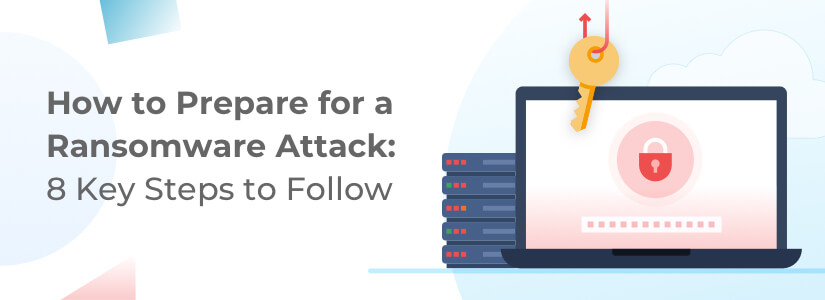 How to Prepare for a
Ransomware Attack:
8 Key Steps to Follow